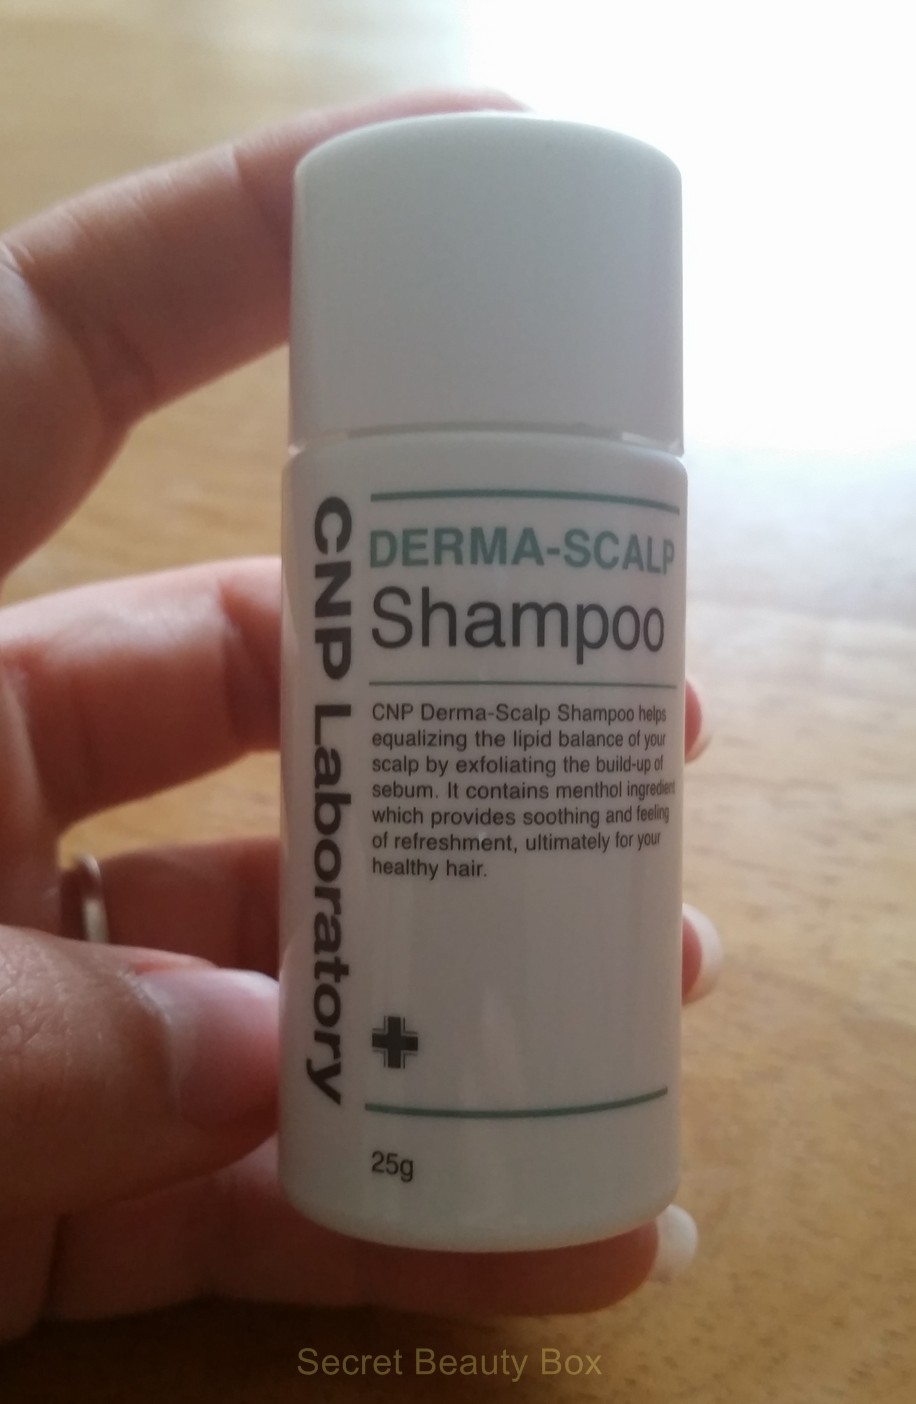 CNP Laboratory
DERMA-SCALP
Shampoo
CNP Derma-Scalp Shampoo helps
equalizing the lipid balance of your
scalp by exfoliating the build-up of
sebum. It contains menthol ingredient
which provides soothing and feeling
of refreshment, ultimately for your
healthy hair.
25g
Secret Beauty Box